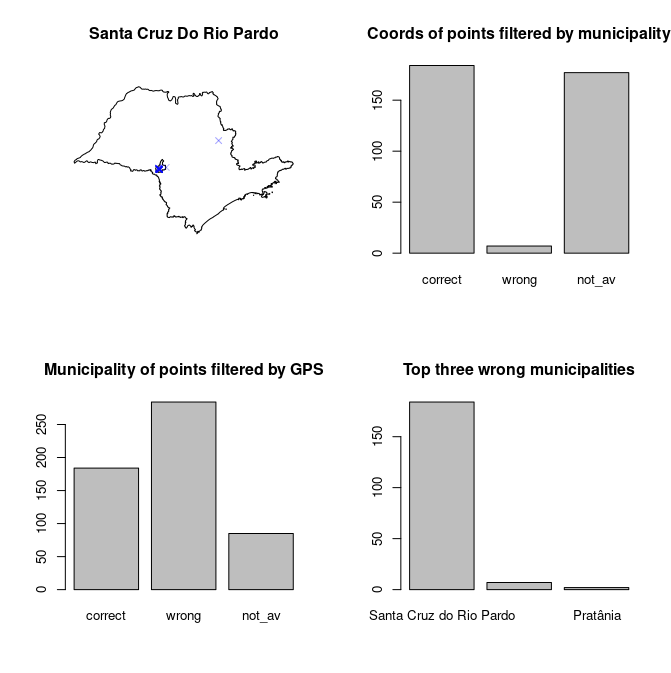 Santa Cruz Do Rio Pardo
Coords of points filtered by municipality
150
100
50
0
correct wrong not_av
Municipality of points filtered by GPS
250
200
150
100
50
0
correct wrong not_av
Top three wrong municipalities
150
100
50
0
Santa Cruz do Rio Pardo Pratânia